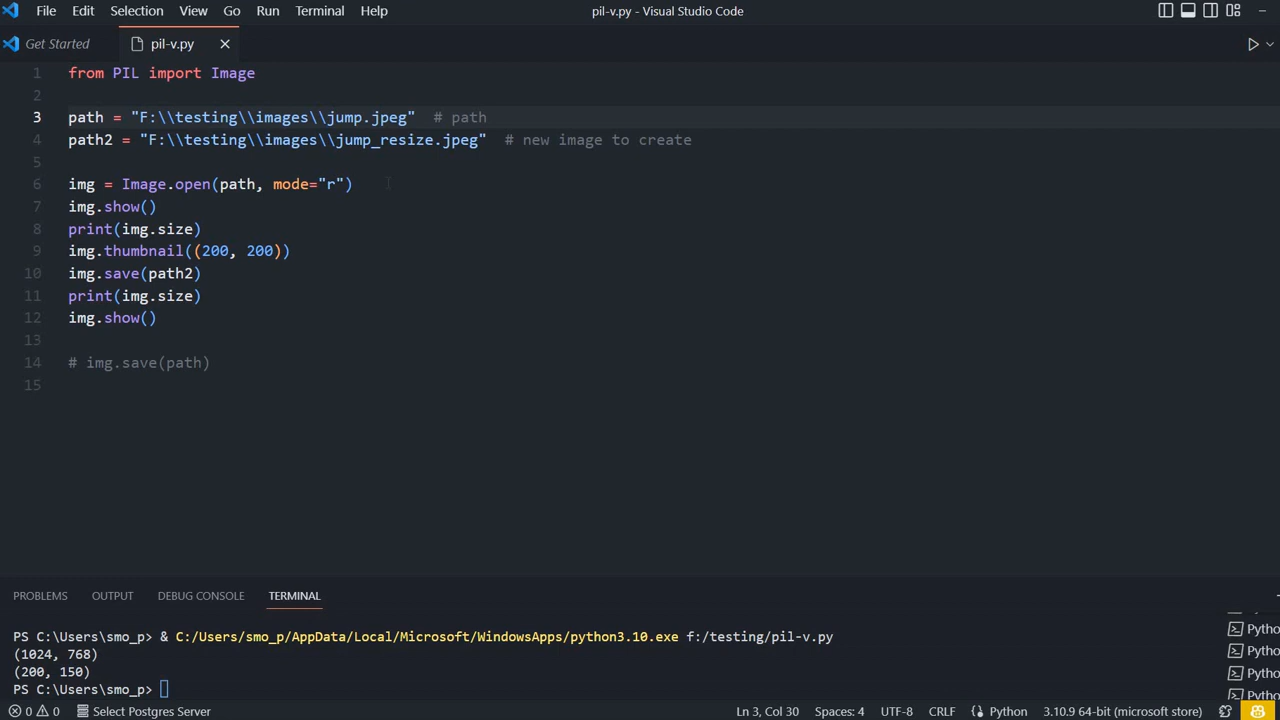 File Edit Selection View Go Run Terminal Help pil-v.py - Visual Studio Code
Get Started pil-v.py
1 from PIL import Image
2
3 path = "F:\\testing\\images\\jump.jpeg" # path
4 path2 = "F:\\testing\\images\\jump_resize.jpeg" # new image to create
5
6 img = Image.open(path, mode="r")
7 img.show()
8 print(img.size)
9 img.thumbnail((200, 200))
10 img.save(path2)
11 print(img.size)
12 img.show()
13
14 # img.save(path)
15
PROBLEMS OUTPUT DEBUG CONSOLE TERMINAL
PS C:\Users\smo_p> & C:/Users/smo_p/AppData/Local/Microsoft/WindowsApps/python3.10.exe f:/testing/pil-v.py
(1024, 768)
(200, 150)
PS C:\Users\smo_p>
Pytho
Pytho
Pytho
Pytho
0 0 Select Postgres Server Ln 3, Col 30 Spaces: 4 UTF-8 CRLF Python 3.10.9 64-bit (microsoft store)